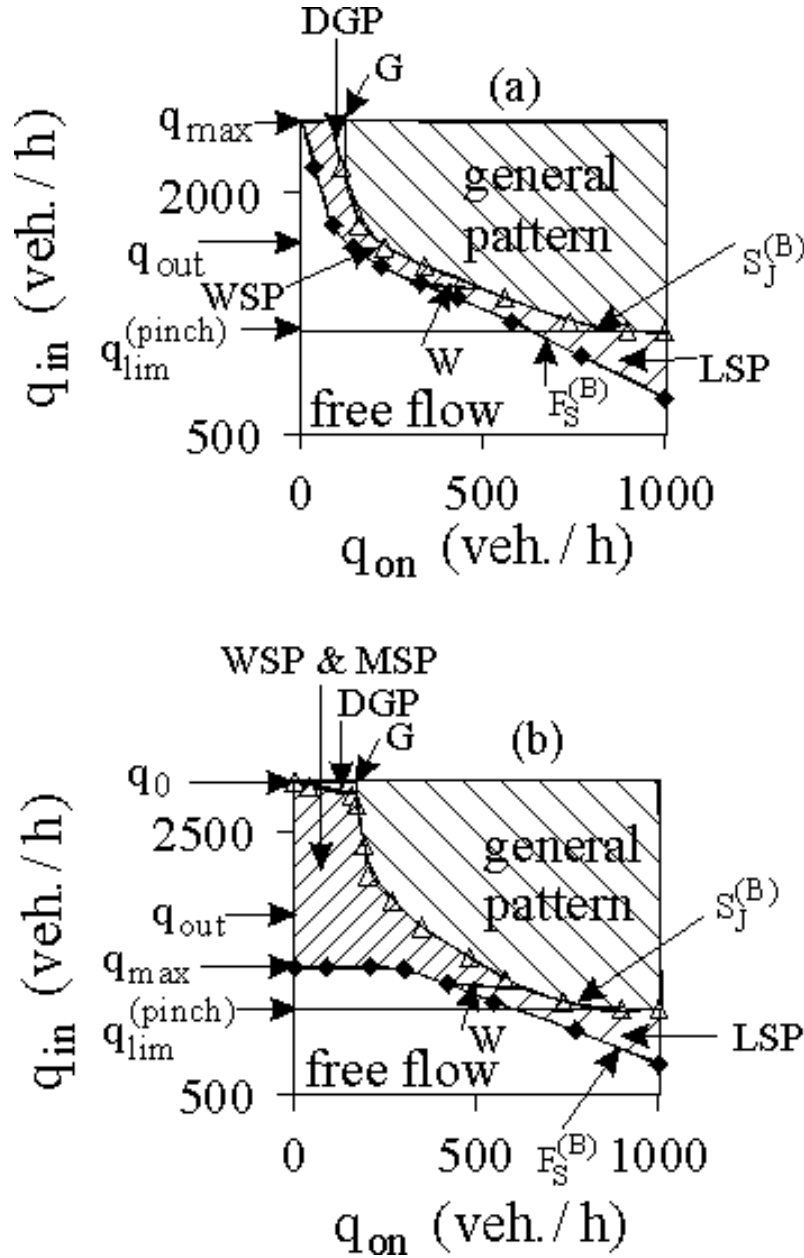 DGP
G
(a)
q_max
2000
q_out
WSP
q_lim^(pinch)
general
pattern
S_J^(B)
W
LSP
F_S^(B)
free flow
500
0 500 1000
q_in (veh./h)
q_on (veh./h)
WSP & MSP
DGP
G
(b)
q_0
2500
q_out
q_max
q_lim^(pinch)
general
pattern
S_J^(B)
W
LSP
free flow
500
F_S^(B)
0 500 1000
q_in (veh./h)
q_on (veh./h)